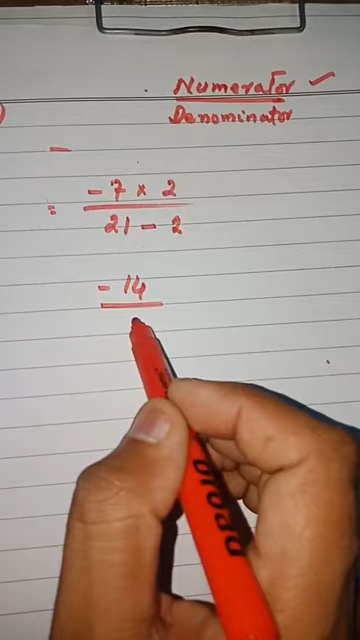 Numerator ✓
Denominator
)
-
= -7 × 2
21 - 2
- 14